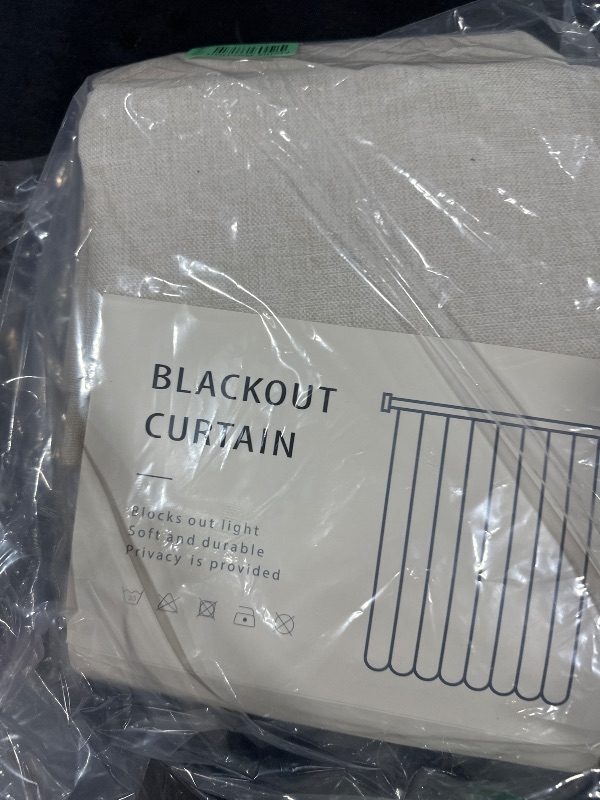 BLACKOUT
CURTAIN
Blocks out light
Soft and durable
Privacy is provided